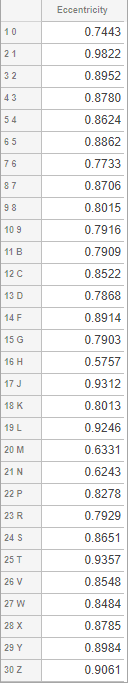 Eccentricity
1 0 0.7443
2 1 0.9822
3 2 0.8952
4 3 0.8780
5 4 0.8624
6 5 0.8862
7 6 0.7733
8 7 0.8706
9 8 0.8015
10 9 0.7916
11 B 0.7909
12 C 0.8522
13 D 0.7868
14 F 0.8914
15 G 0.7903
16 H 0.5757
17 J 0.9312
18 K 0.8013
19 L 0.9246
20 M 0.6331
21 N 0.6243
22 P 0.8278
23 R 0.7929
24 S 0.8651
25 T 0.9357
26 V 0.8548
27 W 0.8484
28 X 0.8785
29 Y 0.8984
30 Z 0.9061